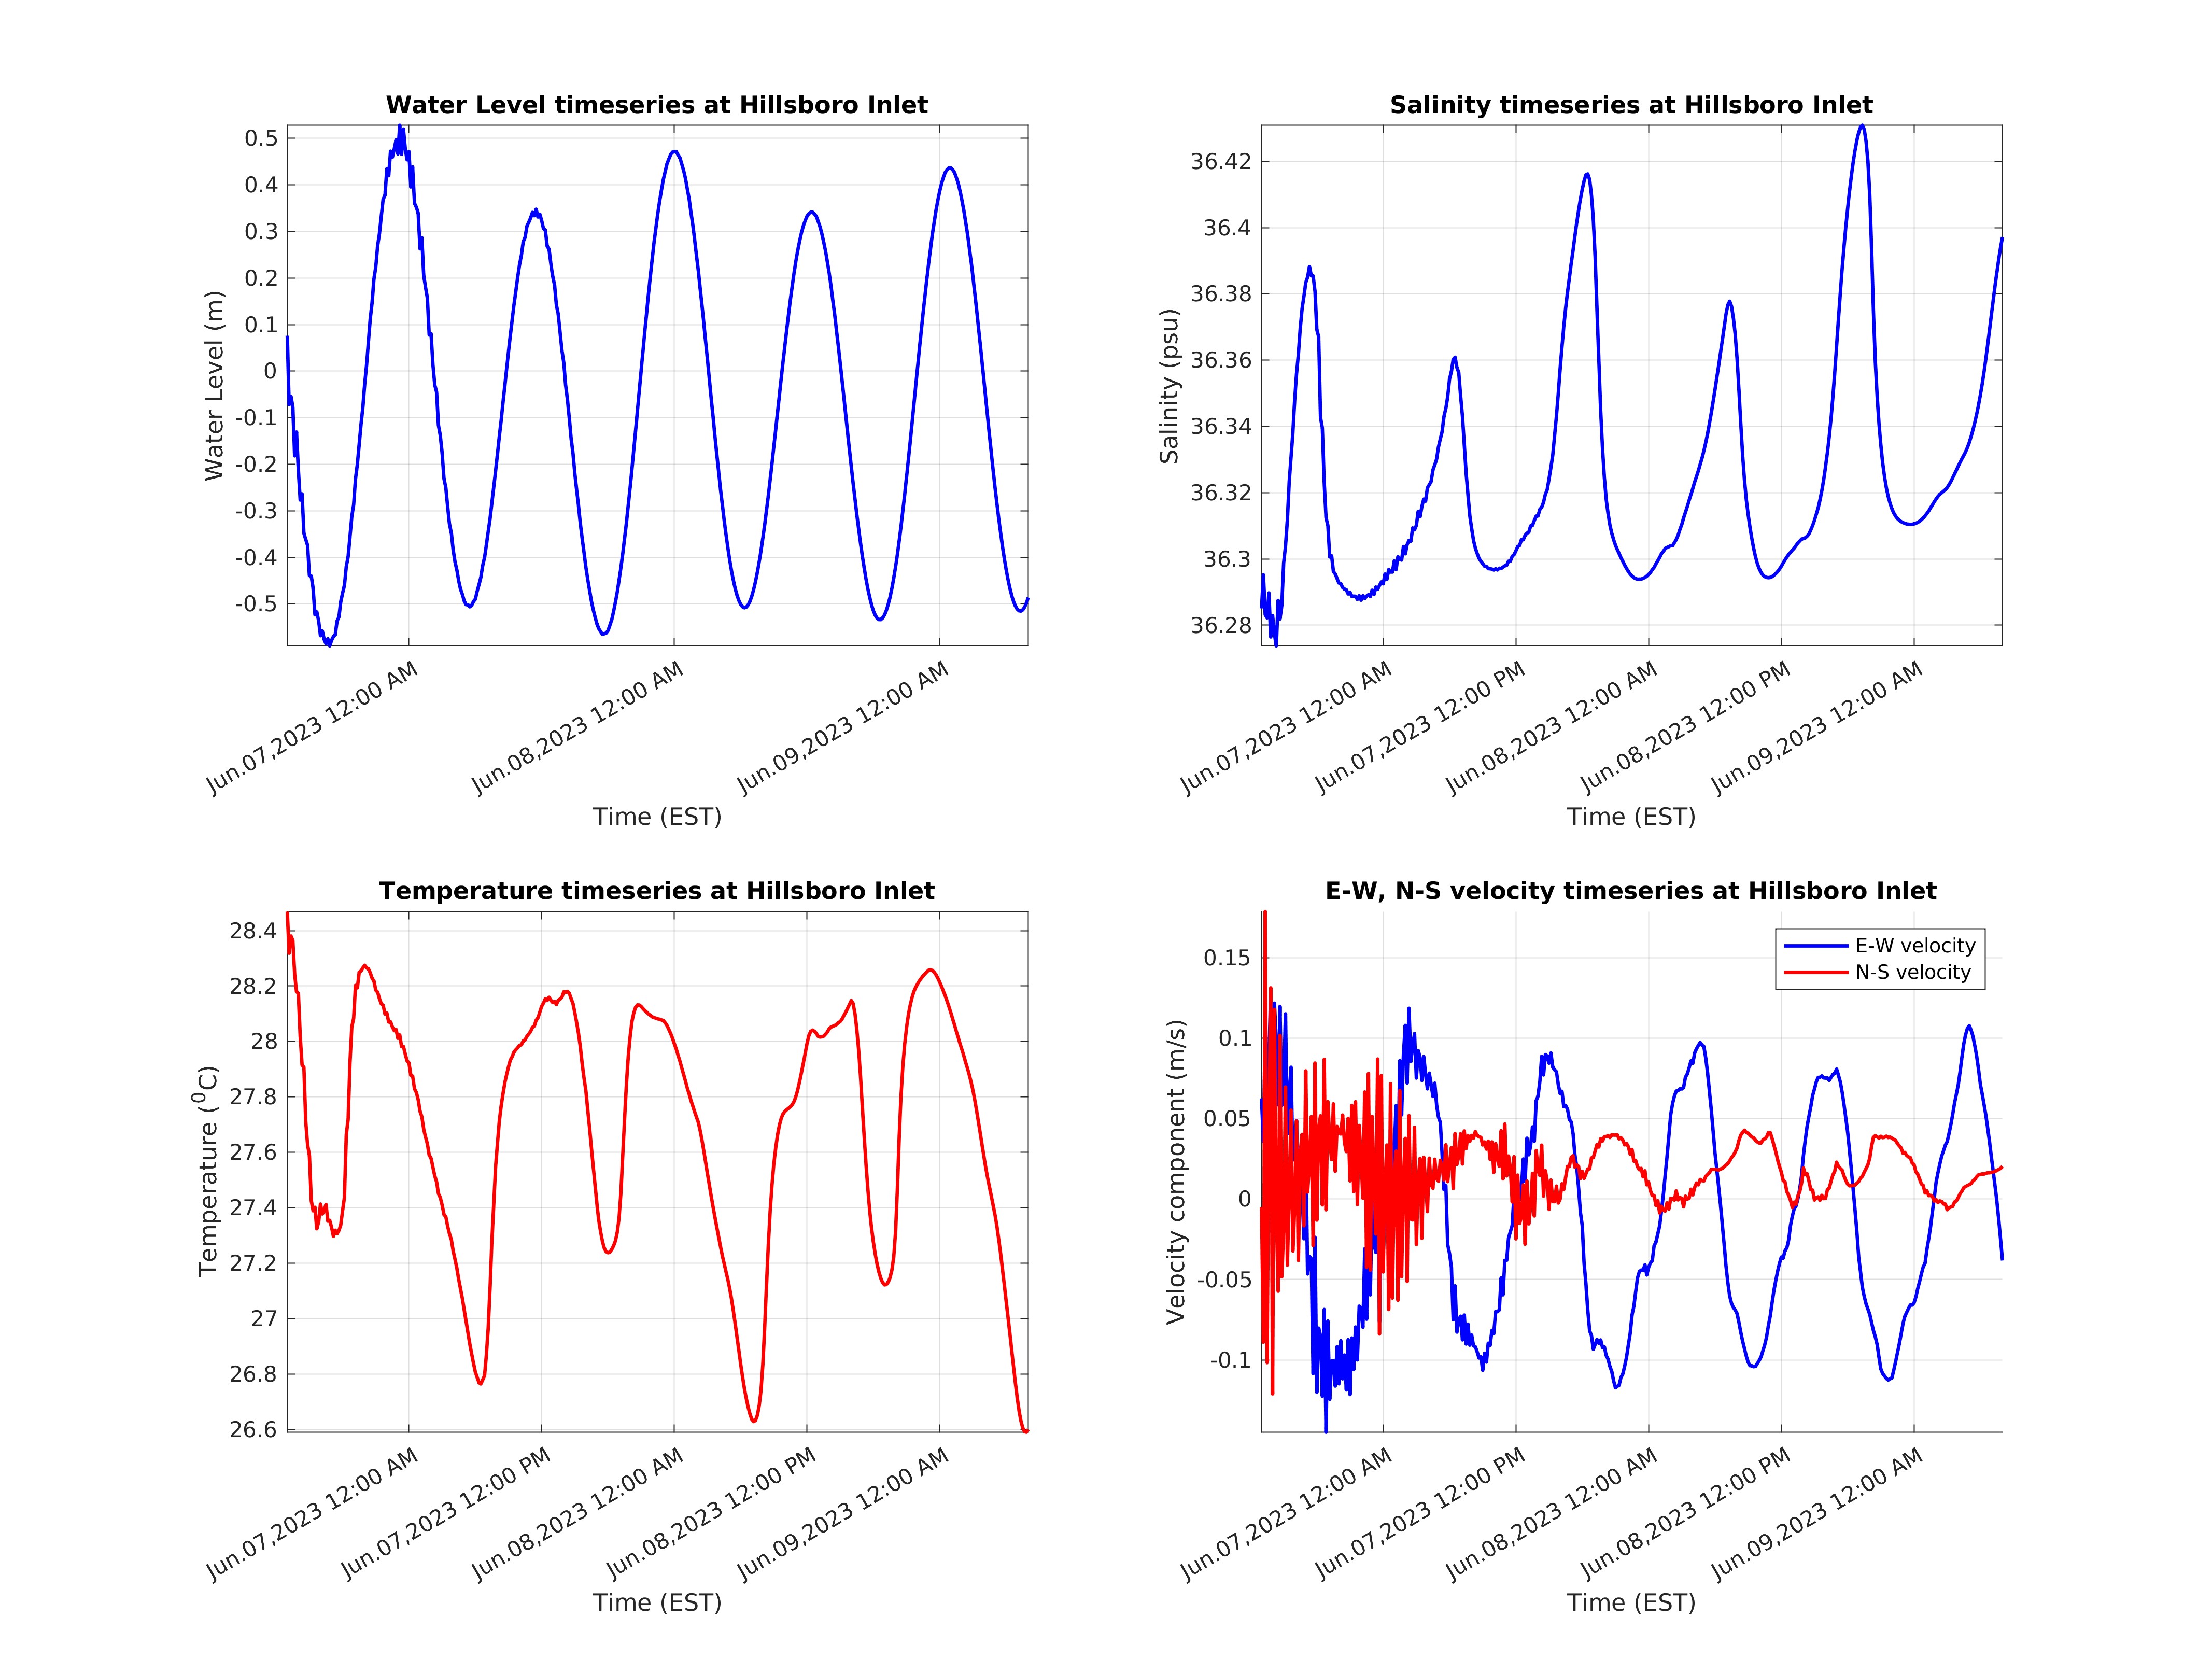 Water Level timeseries at Hillsboro Inlet
Water Level (m)
0.5
0.4
0.3
0.2
0.1
0
-0.1
-0.2
-0.3
-0.4
-0.5
Jun.07,2023 12:00 AM
Jun.08,2023 12:00 AM
Jun.09,2023 12:00 AM
Time (EST)
Salinity timeseries at Hillsboro Inlet
Salinity (psu)
36.42
36.4
36.38
36.36
36.34
36.32
36.3
36.28
Jun.07,2023 12:00 AM
Jun.07,2023 12:00 PM
Jun.08,2023 12:00 AM
Jun.08,2023 12:00 PM
Jun.09,2023 12:00 AM
Time (EST)
Temperature timeseries at Hillsboro Inlet
Temperature (⁰C)
28.4
28.2
28
27.8
27.6
27.4
27.2
27
26.8
26.6
Jun.07,2023 12:00 AM
Jun.07,2023 12:00 PM
Jun.08,2023 12:00 AM
Jun.08,2023 12:00 PM
Jun.09,2023 12:00 AM
Time (EST)
E-W, N-S velocity timeseries at Hillsboro Inlet
Velocity component (m/s)
E-W velocity
N-S velocity
0.15
0.1
0.05
0
-0.05
-0.1
Jun.07,2023 12:00 AM
Jun.07,2023 12:00 PM
Jun.08,2023 12:00 AM
Jun.08,2023 12:00 PM
Jun.09,2023 12:00 AM
Time (EST)